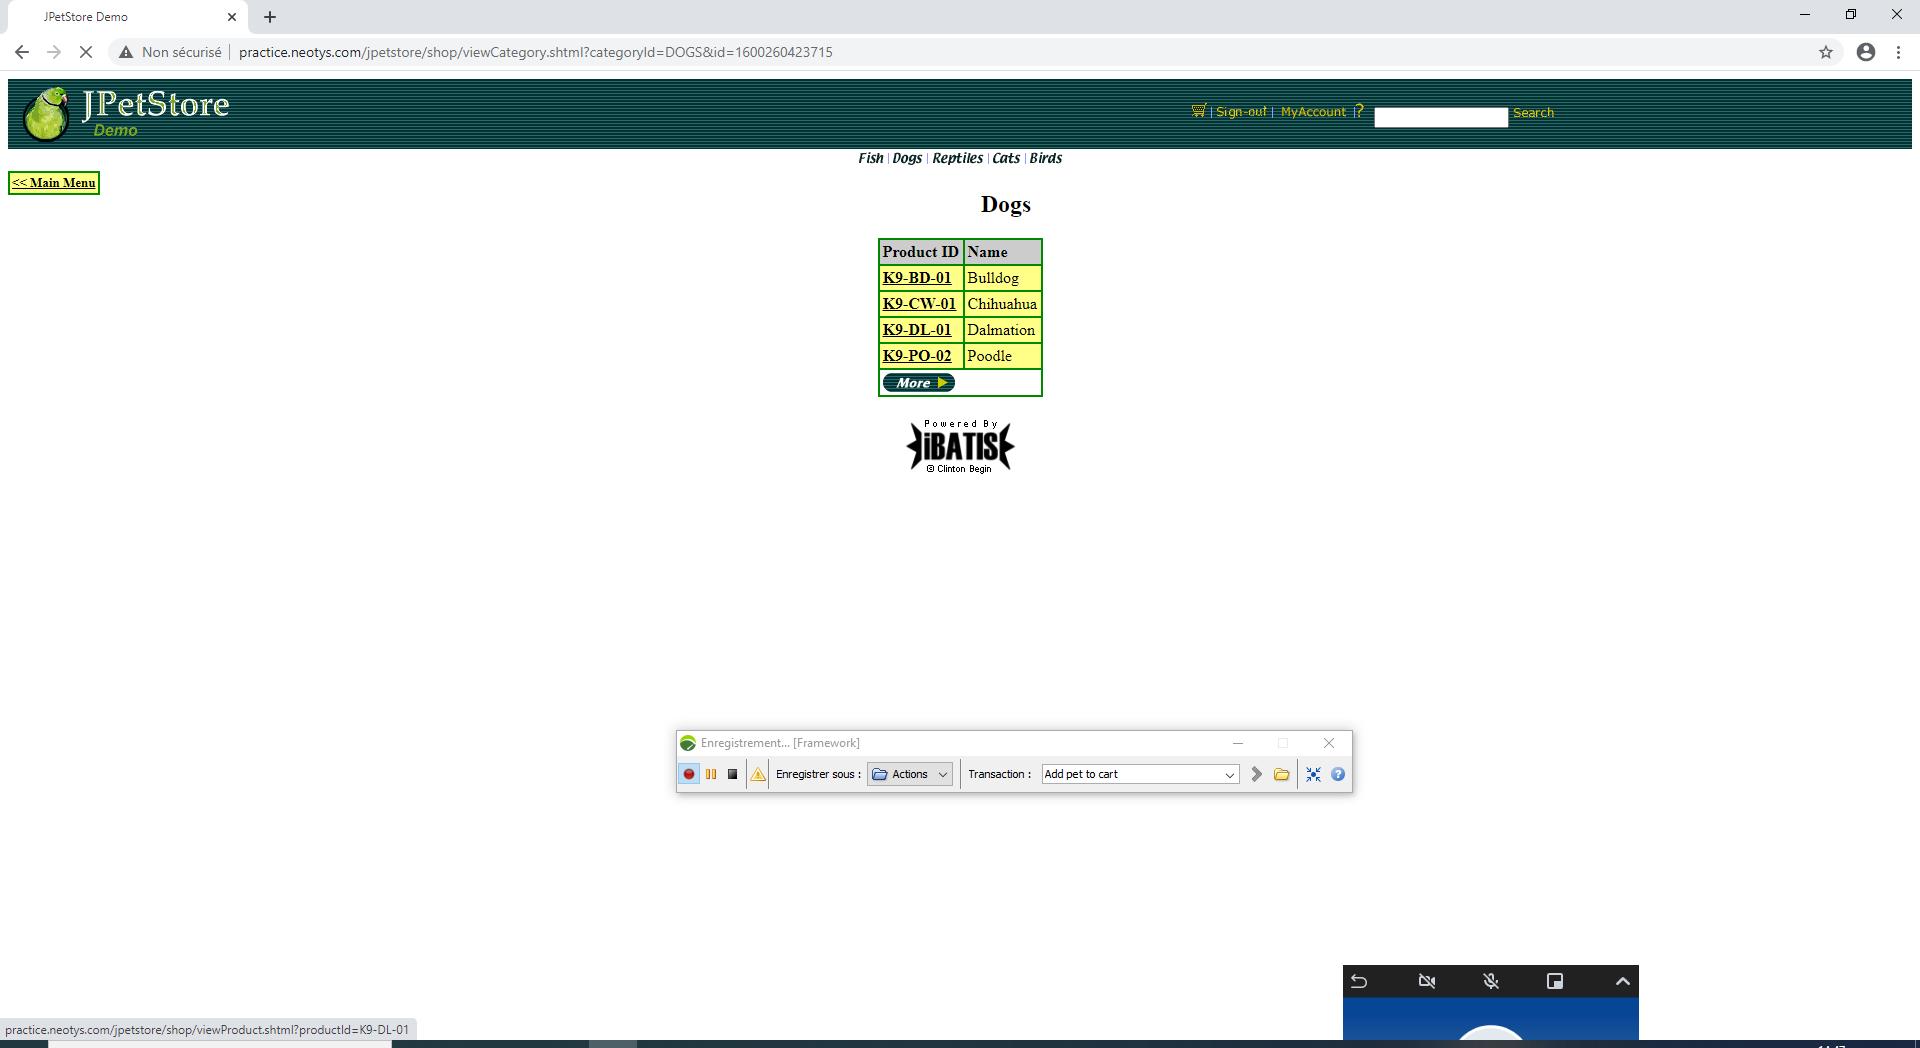 JPetStore Demo
Non sécurisé
practice.neotys.com/jpetstore/shop/viewCategory.shtml?categoryId=DOGS&id=1600260423715
JPetStore
Demo
| Sign-out | MyAccount | ? Search
Fish | Dogs | Reptiles | Cats | Birds
<< Main Menu
Dogs
Product ID Name
K9-BD-01 Bulldog
K9-CW-01 Chihuahua
K9-DL-01 Dalmation
K9-PO-02 Poodle
More
Powered By
iBATIS
© Clinton Begin
Enregistrement... [Framework]
Enregistrer sous : Actions Transaction : Add pet to cart
practice.neotys.com/jpetstore/shop/viewProduct.shtml?productId=K9-DL-01